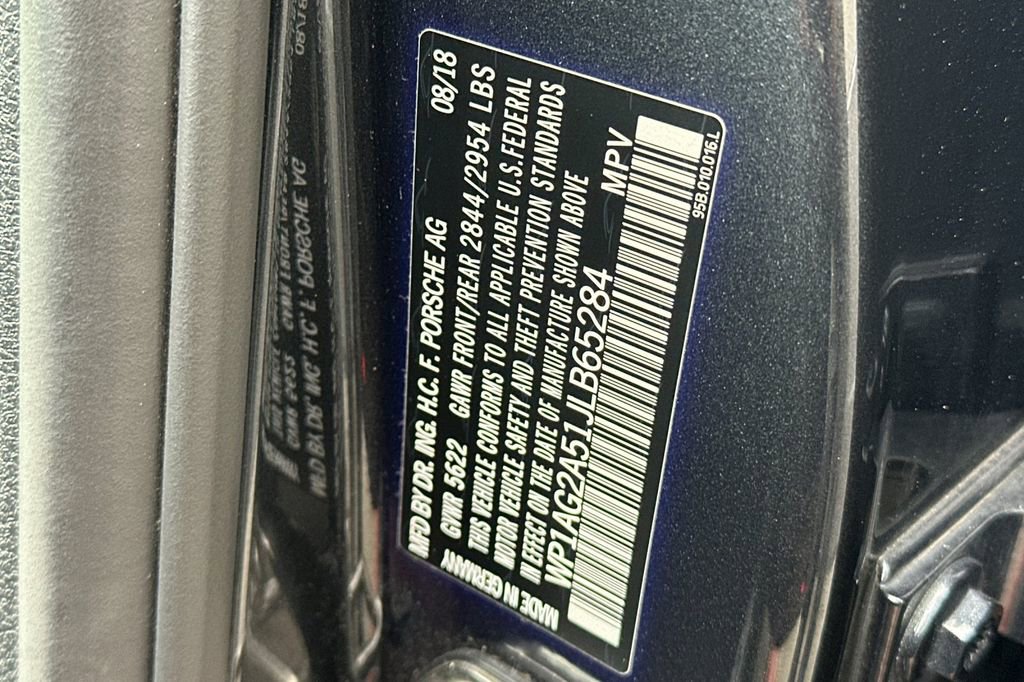 MFD BY DR. ING. H.C. F. PORSCHE AG 08/18
GVWR 5622 GAWR FRONT/REAR 2844/2954 LBS
THIS VEHICLE CONFORMS TO ALL APPLICABLE U.S.FEDERAL
MOTOR VEHICLE SAFETY AND THEFT PREVENTION STANDARDS
IN EFFECT ON THE DATE OF MANUFACTURE SHOWN ABOVE
WP1AG2A51JLB65284 MPV
MADE IN GERMANY
95B.010.016.L